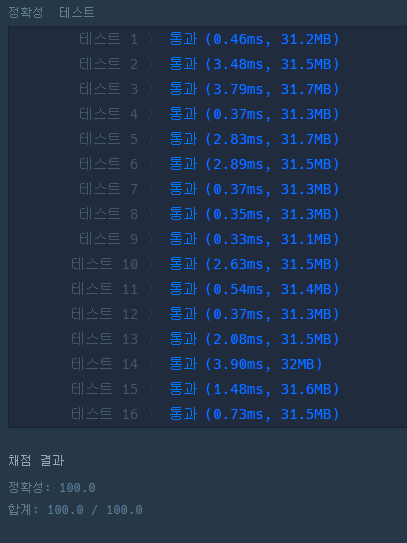 정확성 테스트
테스트 1 〉 통과 (0.46ms, 31.2MB)
테스트 2 〉 통과 (3.48ms, 31.5MB)
테스트 3 〉 통과 (3.79ms, 31.7MB)
테스트 4 〉 통과 (0.37ms, 31.3MB)
테스트 5 〉 통과 (2.83ms, 31.7MB)
테스트 6 〉 통과 (2.89ms, 31.5MB)
테스트 7 〉 통과 (0.37ms, 31.3MB)
테스트 8 〉 통과 (0.35ms, 31.3MB)
테스트 9 〉 통과 (0.33ms, 31.1MB)
테스트 10 〉 통과 (2.63ms, 31.5MB)
테스트 11 〉 통과 (0.54ms, 31.4MB)
테스트 12 〉 통과 (0.37ms, 31.3MB)
테스트 13 〉 통과 (2.08ms, 31.5MB)
테스트 14 〉 통과 (3.90ms, 32MB)
테스트 15 〉 통과 (1.48ms, 31.6MB)
테스트 16 〉 통과 (0.73ms, 31.5MB)
채점 결과
정확성: 100.0
합계: 100.0 / 100.0